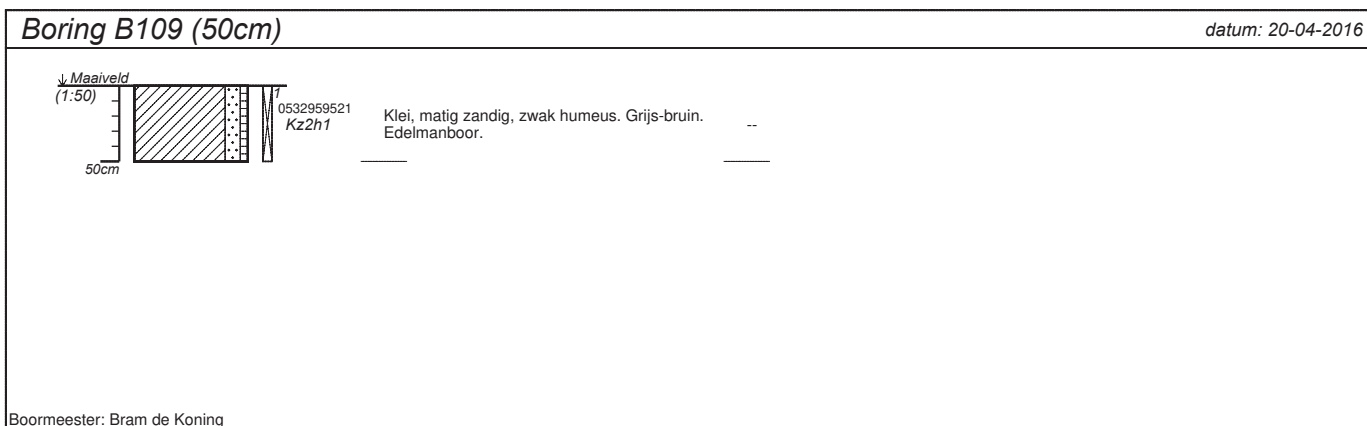 Boring B109 (50cm)
datum: 20-04-2016
Maaiveld
(1:50)
1
0532959521
Kz2h1
Klei, matig zandig, zwak humeus. Grijs-bruin.
Edelmanboor.
--
50cm
Boormeester: Bram de Koning